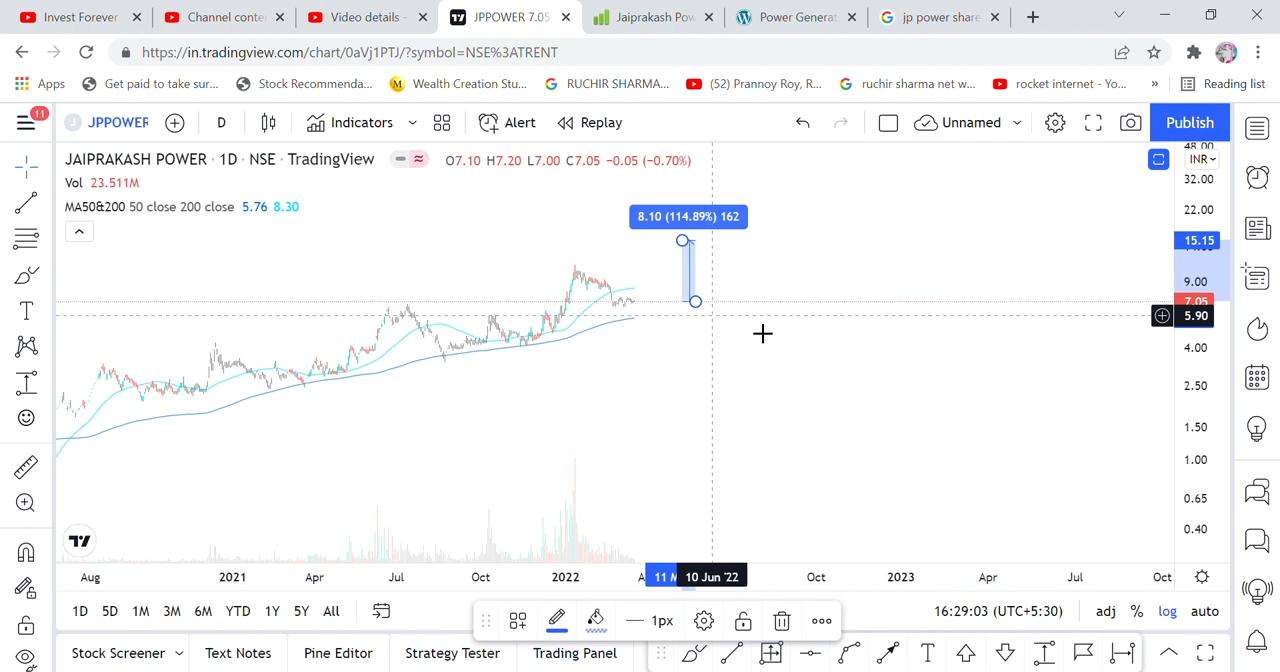 Invest Forever
Channel conte
Video details -
JPPOWER 7.05
Jaiprakash Pow
Power Generat
jp power share
https://in.tradingview.com/chart/0aVj1PTJ/?symbol=NSE%3ATRENT
Apps
Get paid to take sur...
Stock Recommenda...
Wealth Creation Stu...
RUCHIR SHARMA...
(52) Prannoy Roy, R...
ruchir sharma net w...
rocket internet - Yo...
»
Reading list
11
JPPOWER
D
Indicators
Alert
Replay
Unnamed
Publish
JAIPRAKASH POWER · 1D · NSE · TradingView
O7.10 H7.20 L7.00 C7.05 −0.05 (−0.70%)
Vol 23.511M
MA50&200 50 close 200 close 5.76 8.30
8.10 (114.89%) 162
48.00
INR
32.00
22.00
15.15
9.00
7.05
5.90
4.00
2.50
1.50
1.00
0.65
0.40
Aug
2021
Apr
Jul
Oct
2022
A
11 M
10 Jun '22
Oct
2023
Apr
Jul
Oct
1D 5D 1M 3M 6M YTD 1Y 5Y All
1px
16:29:03 (UTC+5:30)
adj % log auto
Stock Screener
Text Notes
Pine Editor
Strategy Tester
Trading Panel